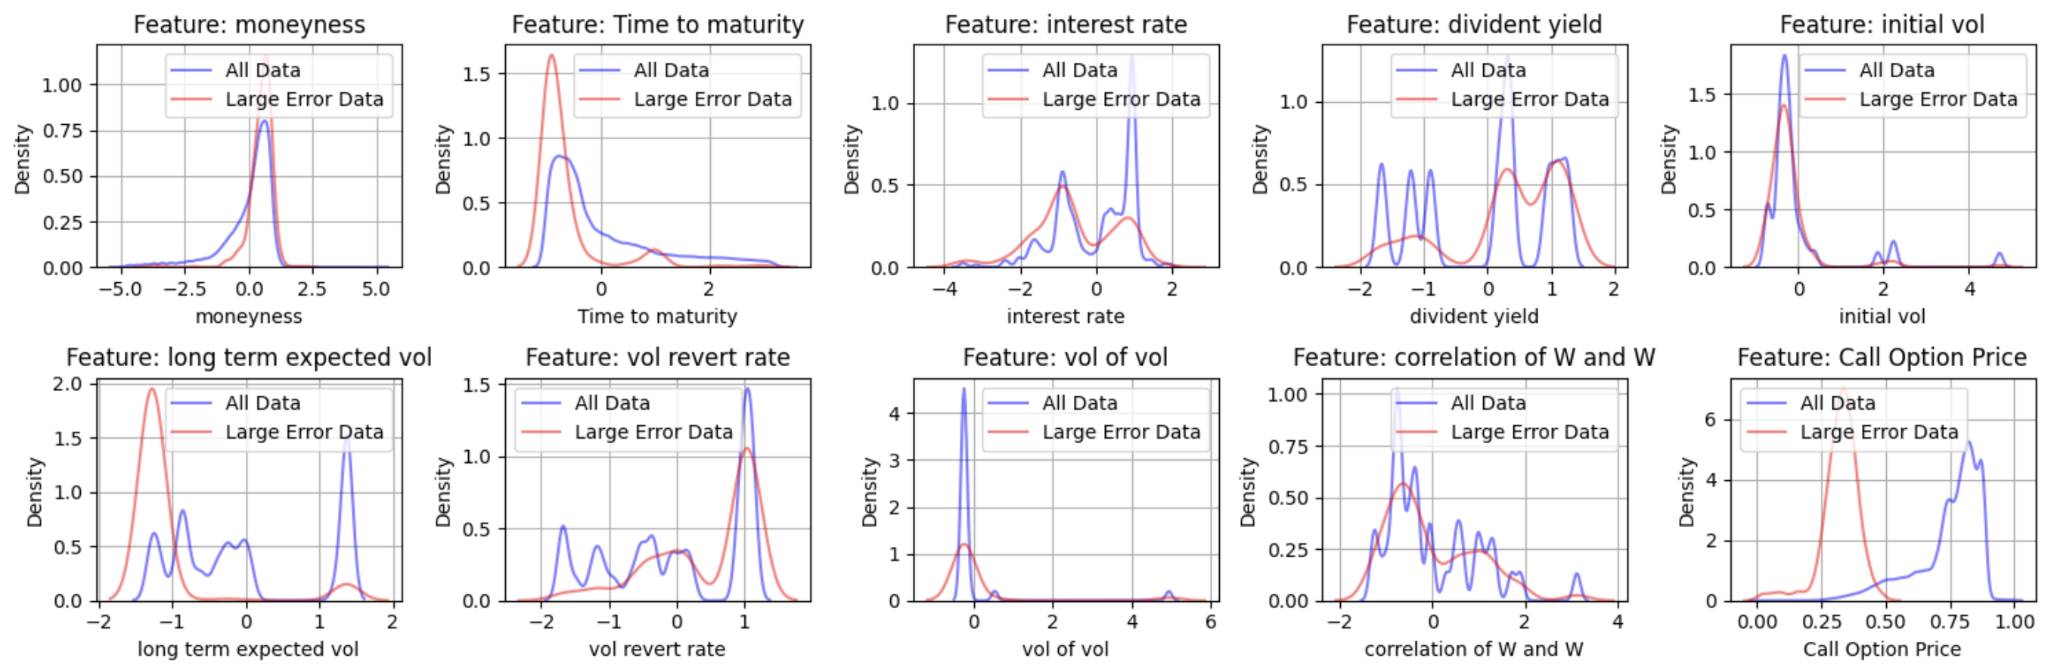 Feature: moneyness
Density
1.00
0.75
0.50
0.25
0.00
All Data
Large Error Data
−5.0 −2.5 0.0 2.5 5.0
moneyness
Feature: Time to maturity
Density
1.5
1.0
0.5
0.0
All Data
Large Error Data
0 2
Time to maturity
Feature: interest rate
Density
1.0
0.5
0.0
All Data
Large Error Data
−4 −2 0 2
interest rate
Feature: divident yield
Density
1.0
0.5
0.0
All Data
Large Error Data
−2 −1 0 1 2
divident yield
Feature: initial vol
Density
1.5
1.0
0.5
0.0
All Data
Large Error Data
0 2 4
initial vol
Feature: long term expected vol
Density
2.0
1.5
1.0
0.5
0.0
All Data
Large Error Data
−2 −1 0 1 2
long term expected vol
Feature: vol revert rate
Density
1.5
1.0
0.5
0.0
All Data
Large Error Data
−2 −1 0 1
vol revert rate
Feature: vol of vol
Density
4
3
2
1
0
All Data
Large Error Data
0 2 4 6
vol of vol
Feature: correlation of W and W
Density
1.00
0.75
0.50
0.25
0.00
All Data
Large Error Data
−2 0 2 4
correlation of W and W
Feature: Call Option Price
Density
6
4
2
0
All Data
Large Error Data
0.00 0.25 0.50 0.75 1.00
Call Option Price